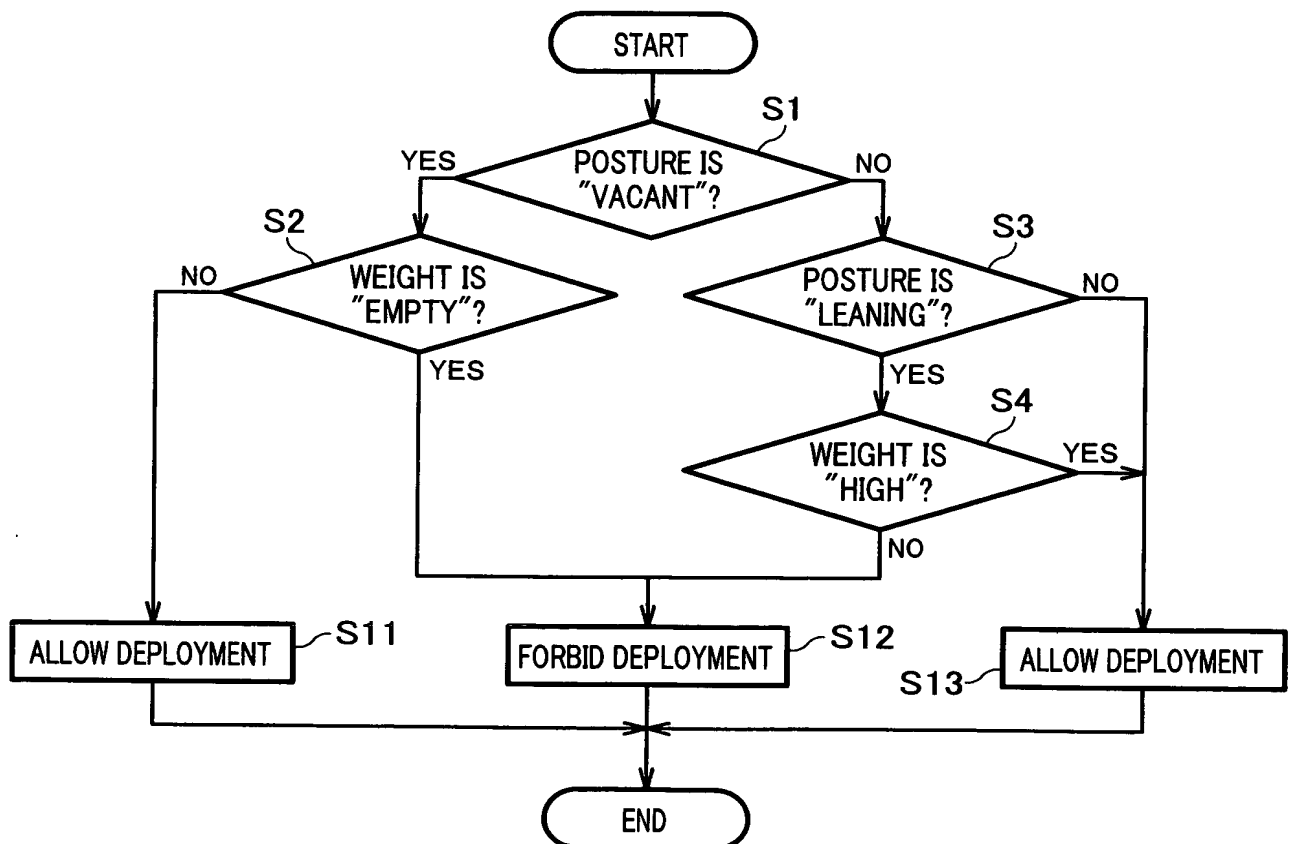 START
S1
YES
POSTURE IS
"VACANT"?
NO
S2
NO
WEIGHT IS
"EMPTY"?
YES
S3
POSTURE IS
"LEANING"?
NO
YES
S4
WEIGHT IS
"HIGH"?
YES
NO
ALLOW DEPLOYMENT
S11
FORBID DEPLOYMENT
S12
S13
ALLOW DEPLOYMENT
END